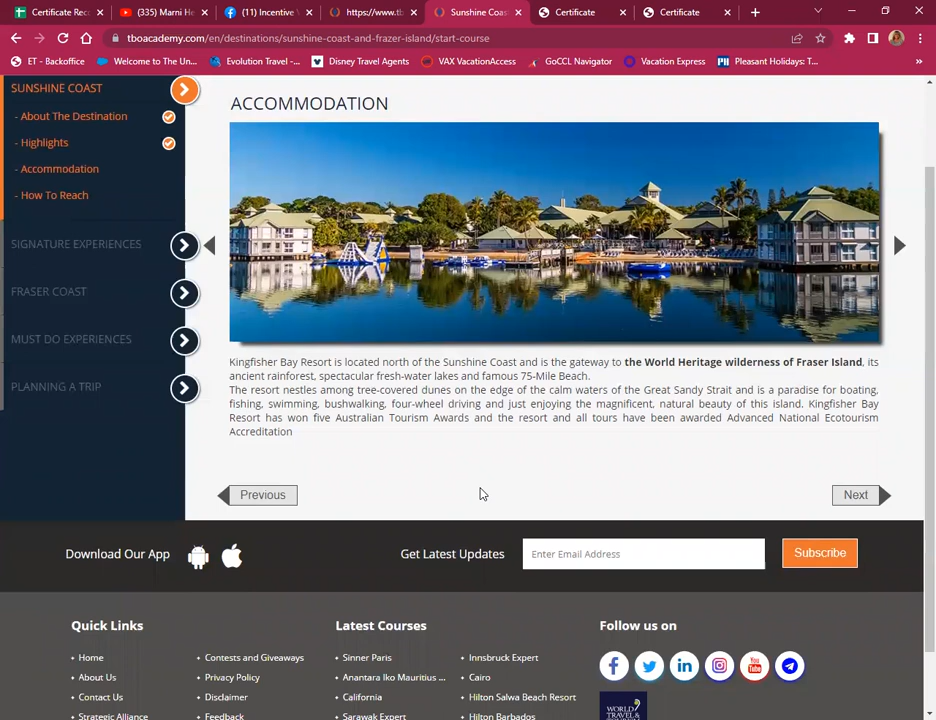 Certificate Rec
(335) Marni He
(11) Incentive
https://www.tb
Sunshine Coas
Certificate
Certificate
tboacademy.com/en/destinations/sunshine-coast-and-frazer-island/start-course
ET - Backoffice
Welcome to The Un...
Evolution Travel -...
Disney Travel Agents
VAX VacationAccess
GoCCL Navigator
Vacation Express
Pleasant Holidays: T...
SUNSHINE COAST
- About The Destination
- Highlights
- Accommodation
- How To Reach
SIGNATURE EXPERIENCES
FRASER COAST
MUST DO EXPERIENCES
PLANNING A TRIP
ACCOMMODATION
Kingfisher Bay Resort is located north of the Sunshine Coast and is the gateway to the World Heritage wilderness of Fraser Island, its
ancient rainforest, spectacular fresh-water lakes and famous 75-Mile Beach.
The resort nestles among tree-covered dunes on the edge of the calm waters of the Great Sandy Strait and is a paradise for boating,
fishing, swimming, bushwalking, four-wheel driving and just enjoying the magnificent, natural beauty of this island. Kingfisher Bay
Resort has won five Australian Tourism Awards and the resort and all tours have been awarded Advanced National Ecotourism
Accreditation
Previous
Next
Download Our App
Get Latest Updates
Enter Email Address
Subscribe
Quick Links
Home
About Us
Contact Us
Strategic Alliance
Contests and Giveaways
Privacy Policy
Disclaimer
Feedback
Latest Courses
Sinner Paris
Anantara Iko Mauritius ...
California
Sarawak Expert
Innsbruck Expert
Cairo
Hilton Salwa Beach Resort
Hilton Barbados
Follow us on
You
Tube
WORLD
TRAVEL &